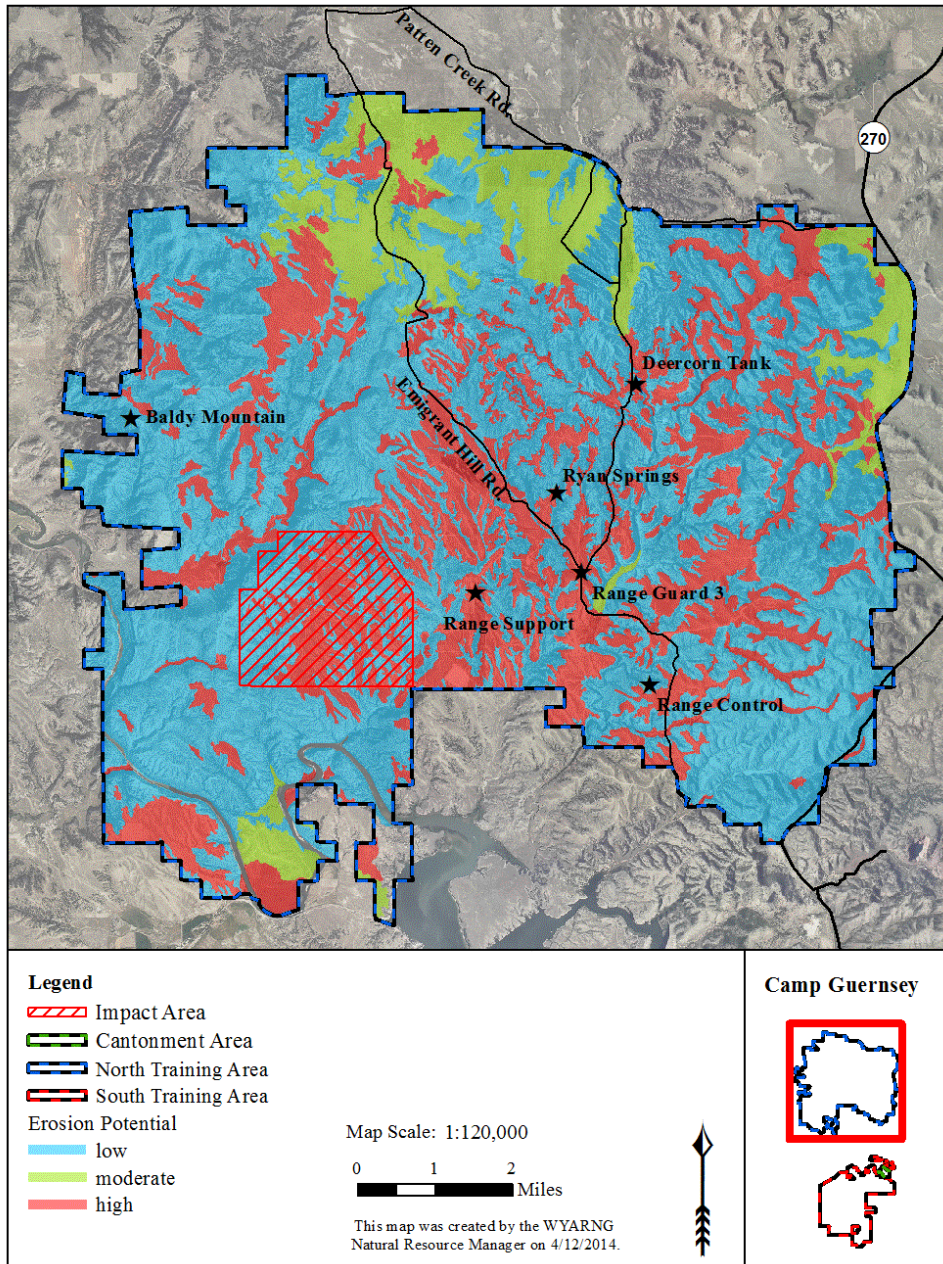 Patten Creek Rd.
270
Deercorn Tank
Baldy Mountain
Emigrant Hill Rd.
Ryan Springs
Range Guard 3
Range Support
Range Control
Legend
Impact Area
Cantonment Area
North Training Area
South Training Area
Erosion Potential
low
moderate
high
Map Scale: 1:120,000
0 1 2
Miles
This map was created by the WYARNG
Natural Resource Manager on 4/12/2014.
Camp Guernsey